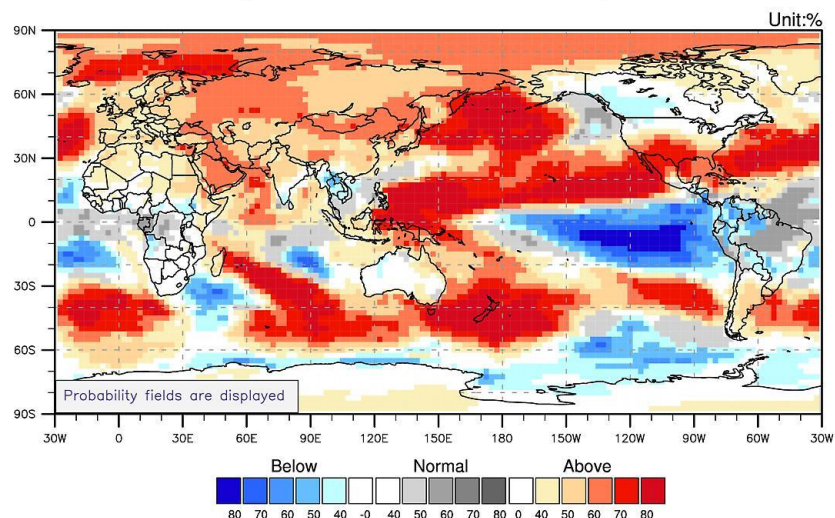 Unit:%
90N
60N
30N
0
30S
60S
90S
Probability fields are displayed
30W 0 30E 60E 90E 120E 150E 180 150W 120W 90W 60W 30W
Below Normal Above
80 70 60 50 40 -0 40 50 60 70 80 0 40 50 60 70 80